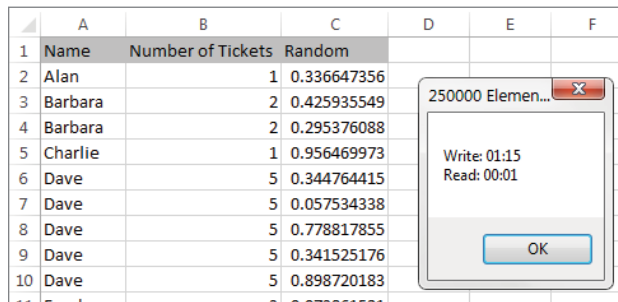 A B C D E F
1 Name Number of Tickets Random
2 Alan 1 0.336647356
3 Barbara 2 0.425935549
4 Barbara 2 0.295376088
5 Charlie 1 0.956469973
6 Dave 5 0.344764415
7 Dave 5 0.057534338
8 Dave 5 0.778817855
9 Dave 5 0.341525176
10 Dave 5 0.898720183
250000 Elemen...
Write: 01:15
Read: 00:01
OK